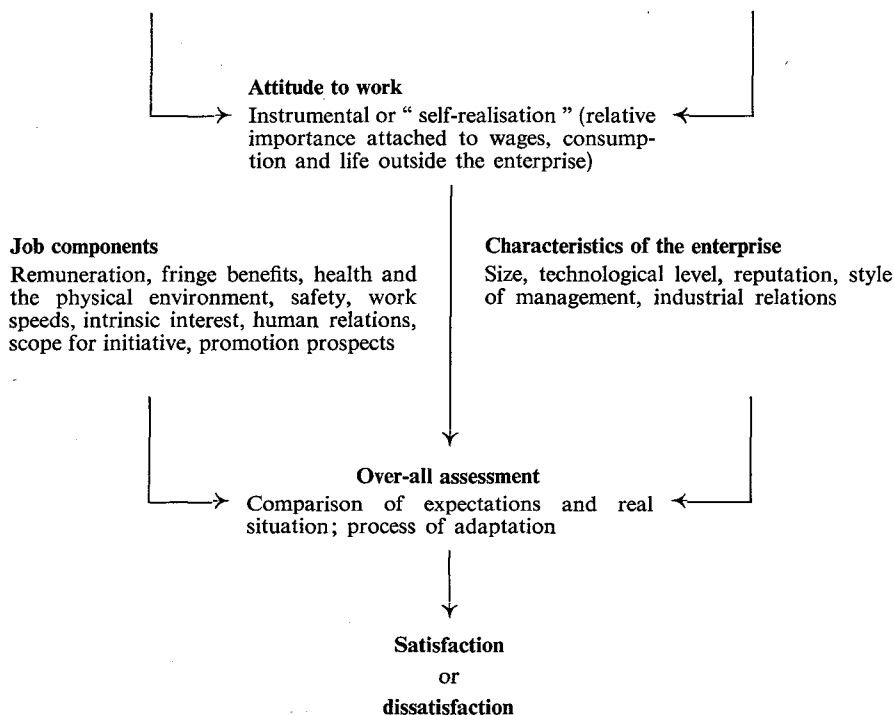 Attitude to work
Instrumental or “ self-realisation ” (relative
importance attached to wages, consump-
tion and life outside the enterprise)
Job components
Remuneration, fringe benefits, health and
the physical environment, safety, work
speeds, intrinsic interest, human relations,
scope for initiative, promotion prospects
Characteristics of the enterprise
Size, technological level, reputation, style
of management, industrial relations
Over-all assessment
Comparison of expectations and real
situation; process of adaptation
Satisfaction
or
dissatisfaction